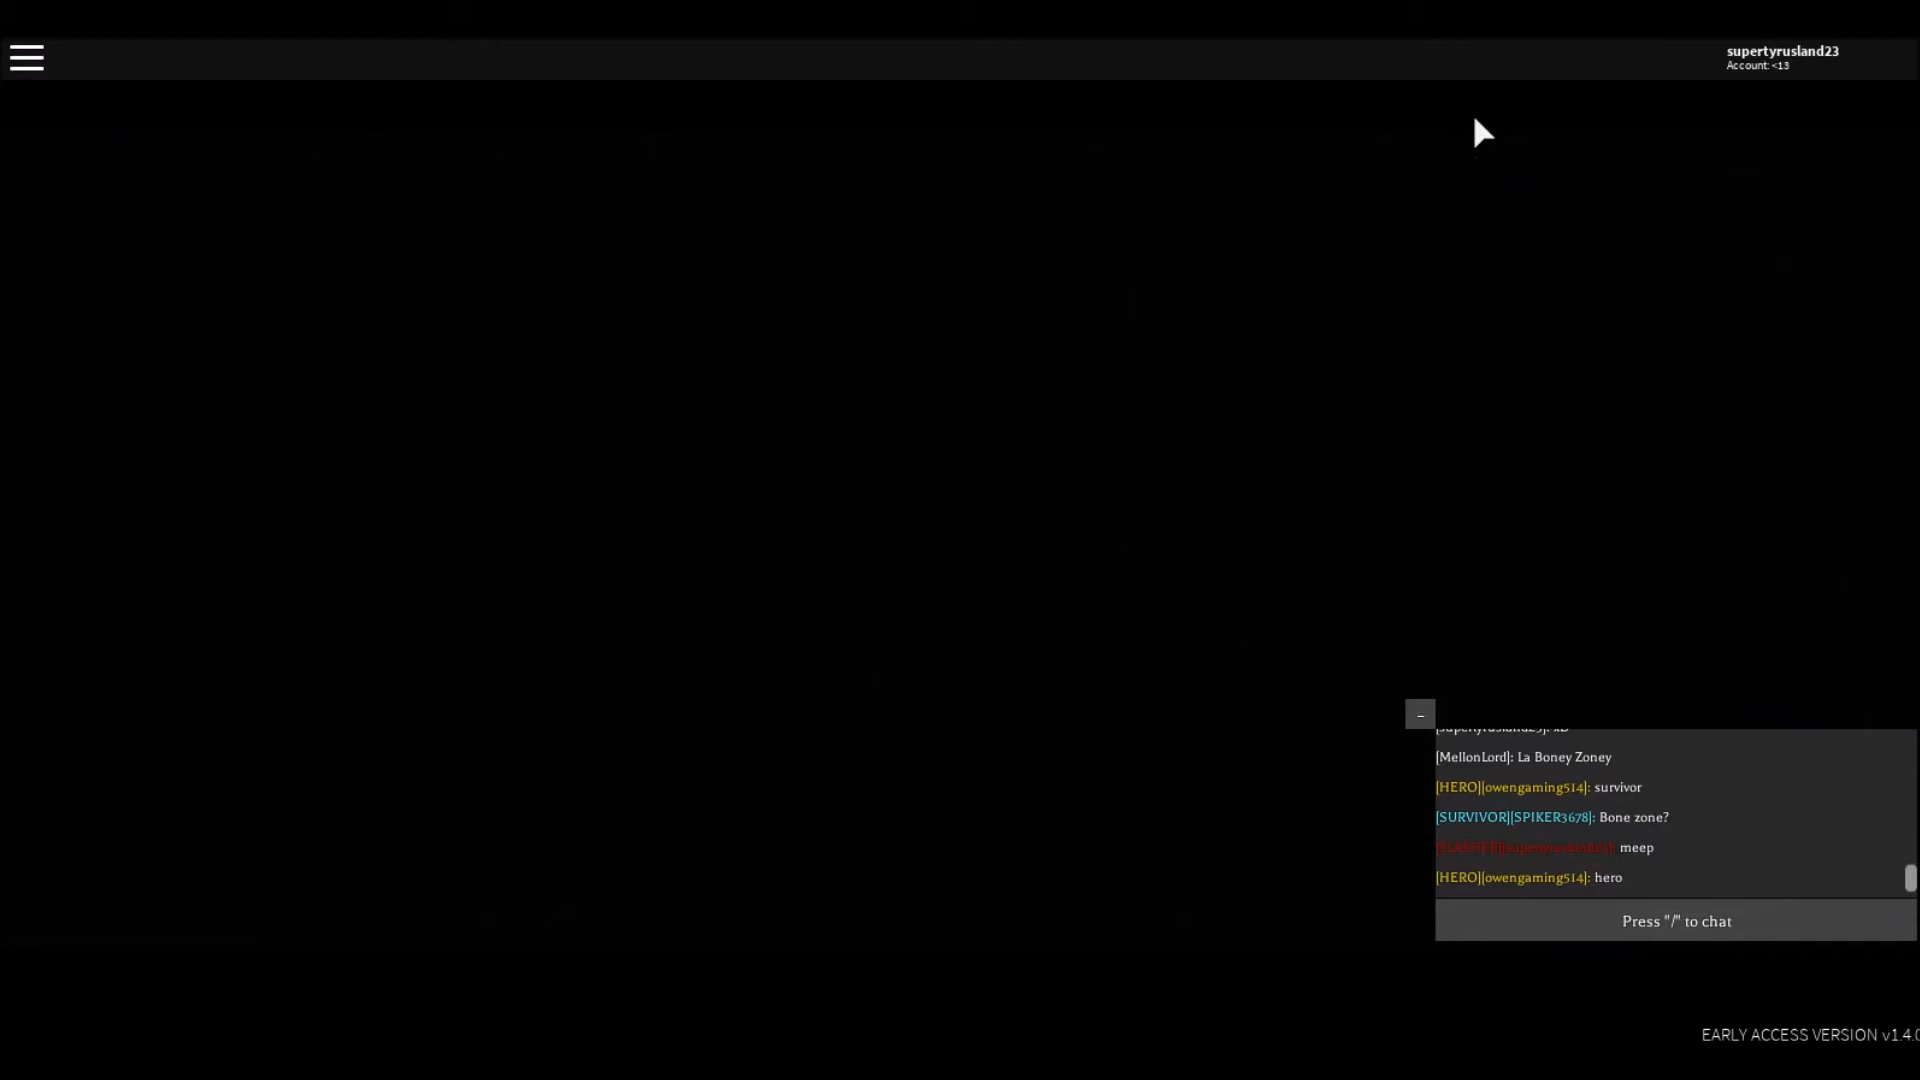 supertyrusland23
Account: <13
[MellonLord]: La Boney Zoney
[HERO][owengaming514]: survivor
[SURVIVOR][SPIKER3678]: Bone zone?
meep
[HERO][owengaming514]: hero
Press "/" to chat
EARLY ACCESS VERSION v1.4.0